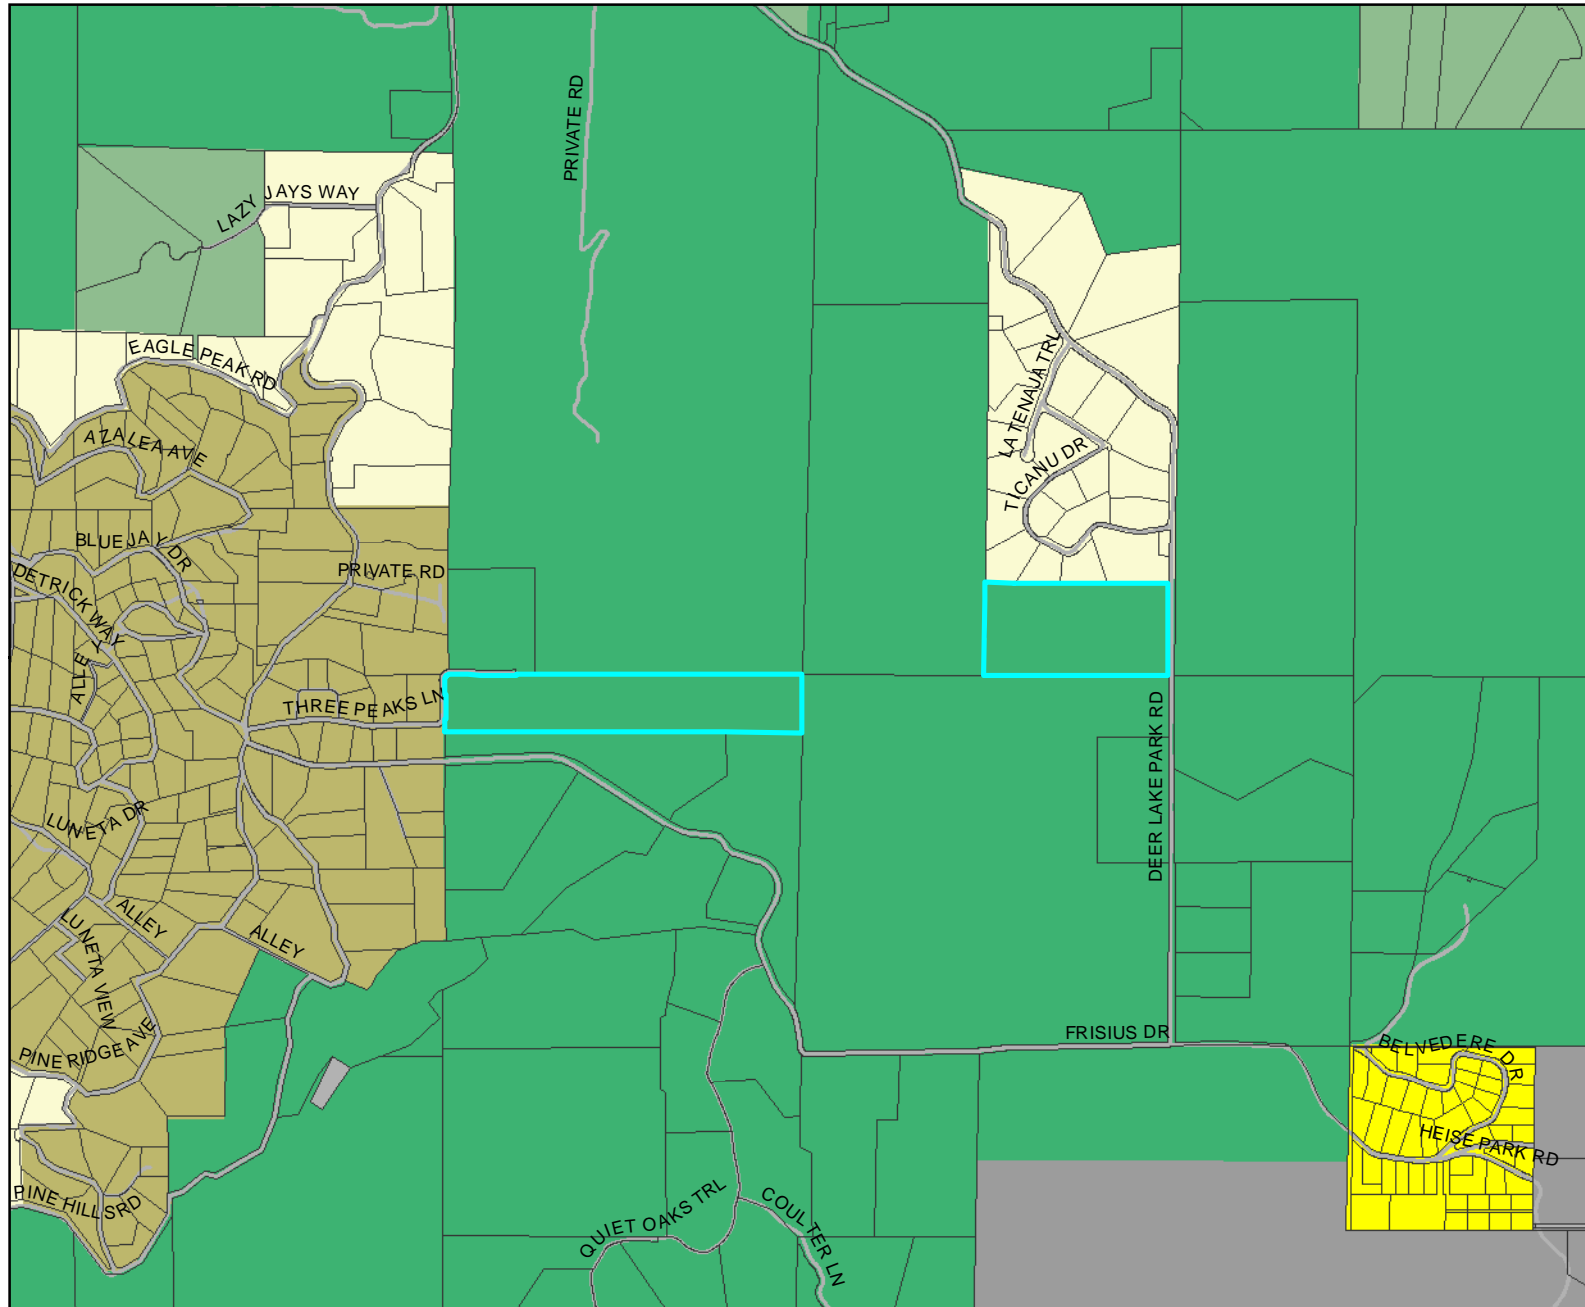 PRIVATE RD
LAZY JAYS WAY
EAGLE PEAK RD
LA TENAJA TRL
AZALEA AVE
TICANU DR
BLUE JAY DR
PRIVATE RD
DETRICK WAY
ALLEY
THREE PEAKS LN
DEER LAKE PARK RD
LUNETA DR
ALLEY
LUNETA VIEW
ALLEY
FRISIUS DR
PINE RIDGE AVE
BELVEDERE DR
HEISE PARK RD
PINE HILLS RD
QUIET OAKS TRL
COULTER LN